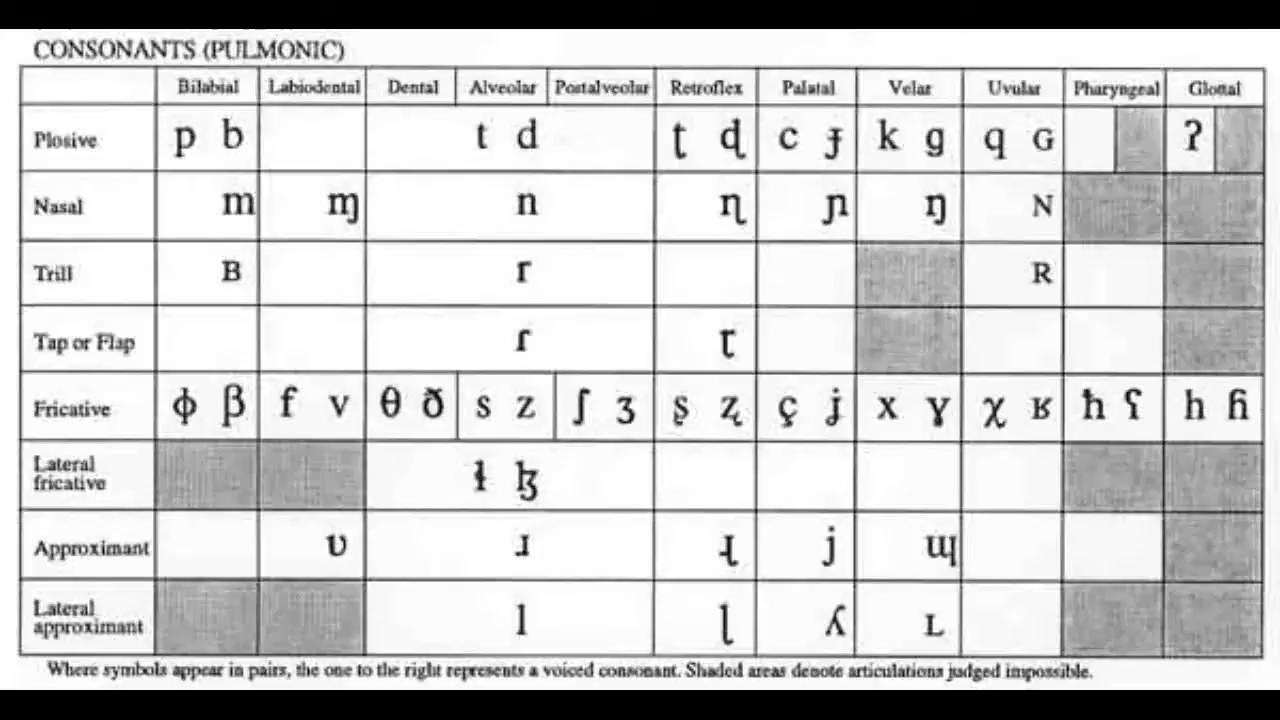 CONSONANTS (PULMONIC)
Bilabial Labiodental Dental Alveolar Postalveolar Retroflex Palatal Velar Uvular Pharyngeal Glottal
Plosive p b t d ʈ ɖ c ɟ k ɡ q ɢ ʔ
Nasal m ɱ n ɳ ɲ ŋ ɴ
Trill ʙ r ʀ
Tap or Flap ɾ ɽ
Fricative ɸ β f v θ ð s z ʃ ʒ ʂ ʐ ç ʝ x ɣ χ ʁ ħ ʕ h ɦ
Lateral
fricative ɬ ɮ
Approximant ʋ ɹ ɻ j ɰ
Lateral
approximant l ɭ ʎ ʟ
Where symbols appear in pairs, the one to the right represents a voiced consonant. Shaded areas denote articulations judged impossible.